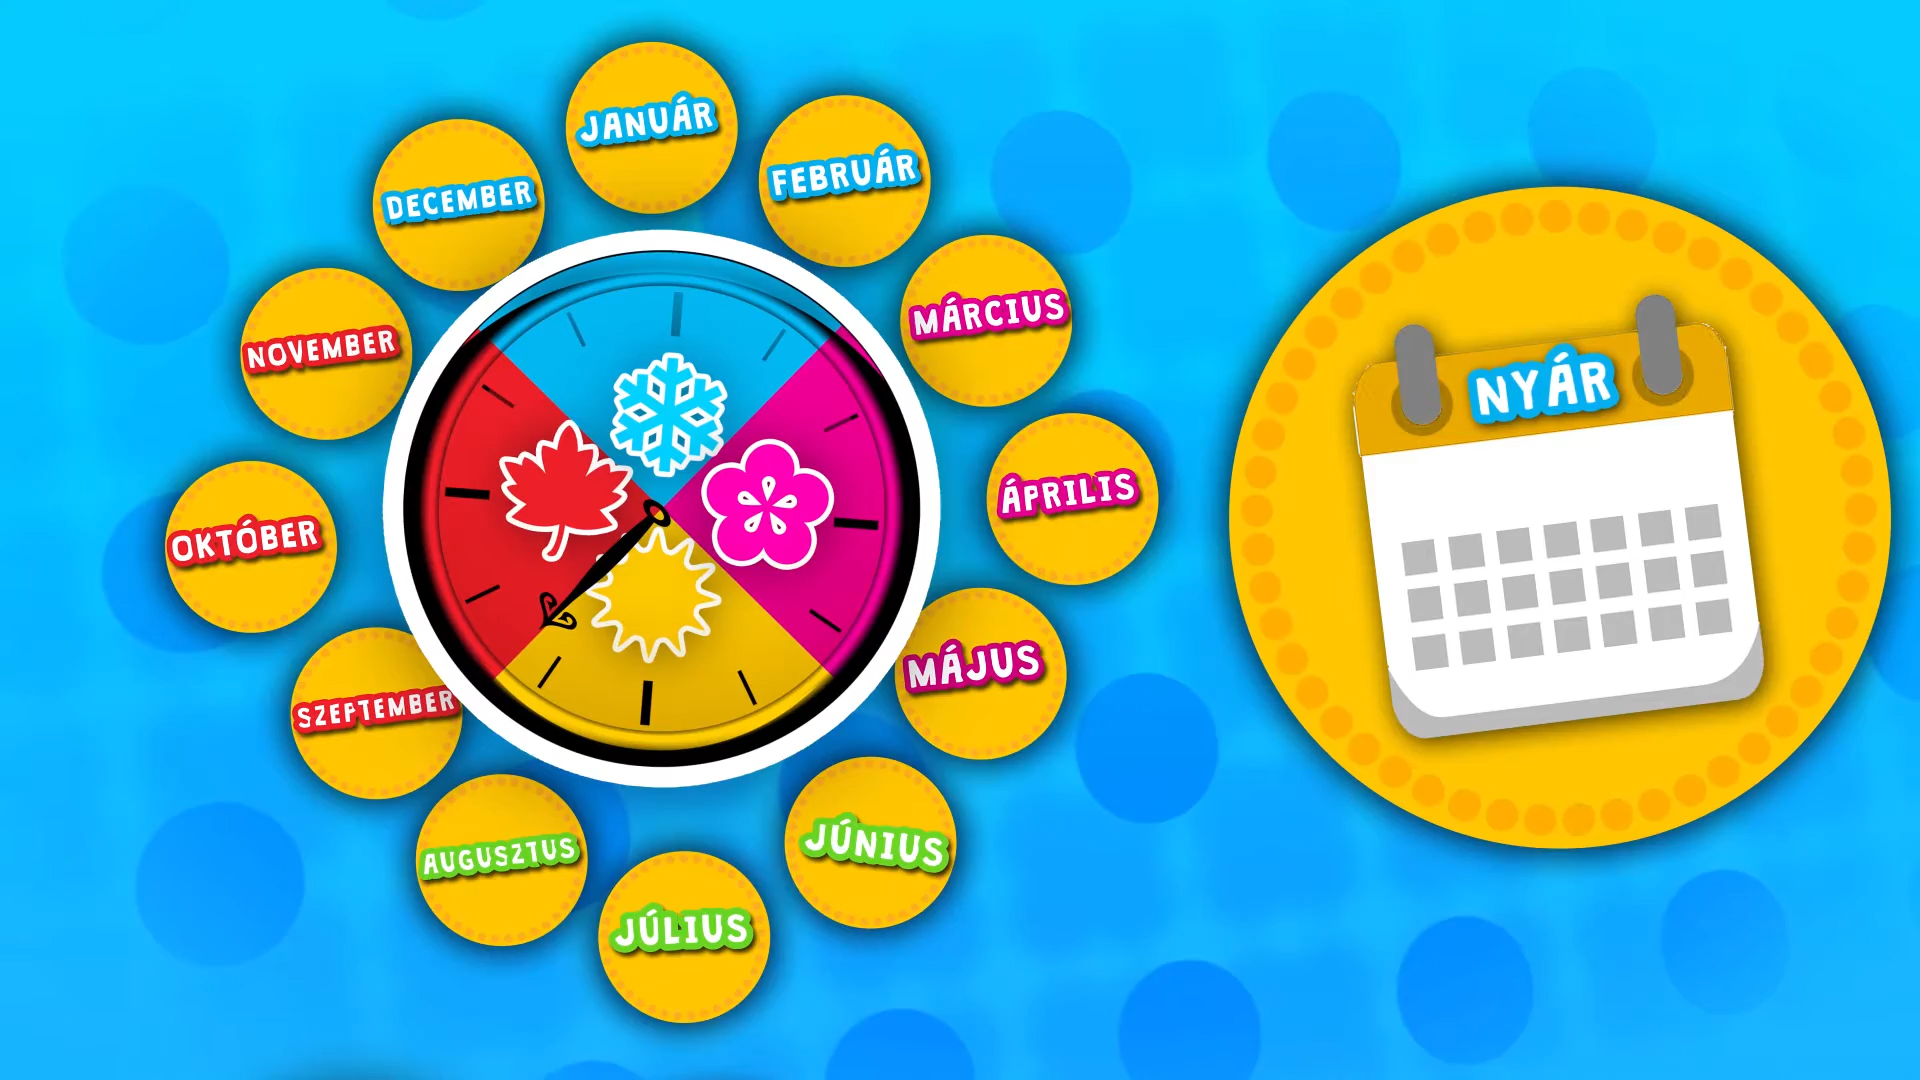 JANUÁR
FEBRUÁR
MÁRCIUS
ÁPRILIS
MÁJUS
JÚNIUS
JÚLIUS
AUGUSZTUS
SZEPTEMBER
OKTÓBER
NOVEMBER
DECEMBER
NYÁR